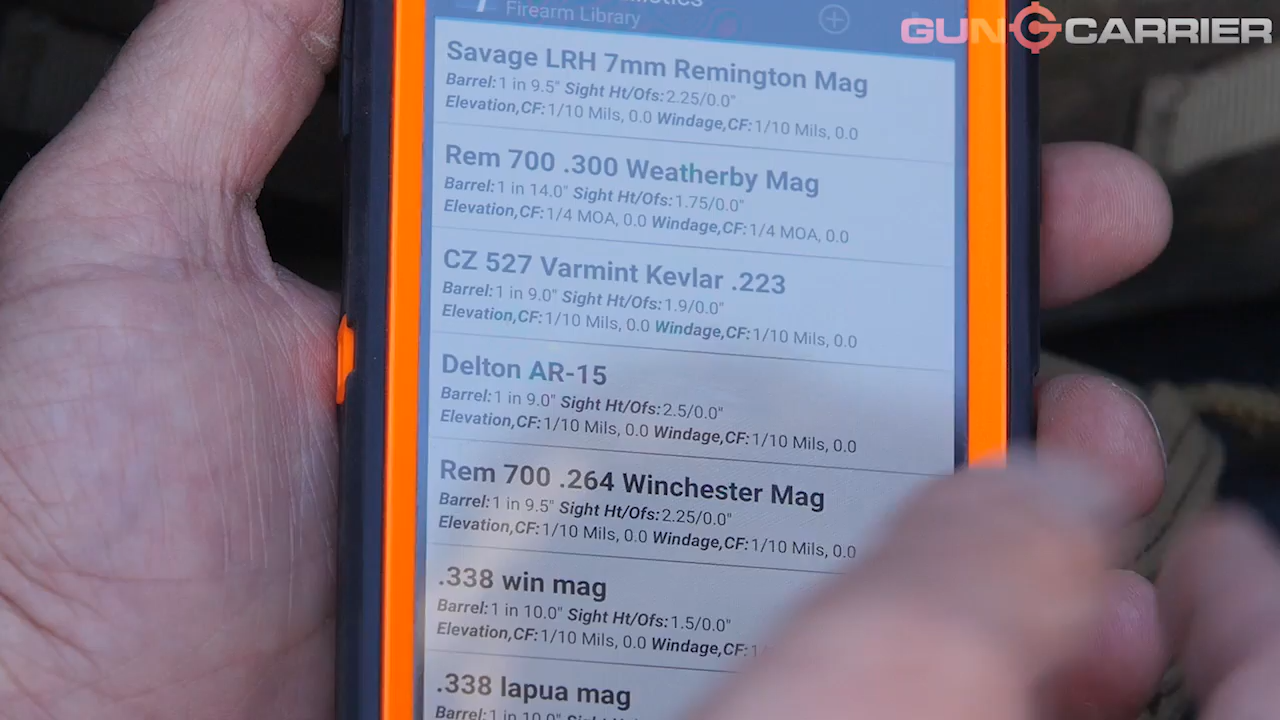 Firearm Library
GUN CARRIER
Savage LRH 7mm Remington Mag
Barrel: 1 in 9.5" Sight Ht/Ofs: 2.25/0.0"
Elevation,CF: 1/10 Mils, 0.0 Windage,CF: 1/10 Mils, 0.0
Rem 700 .300 Weatherby Mag
Barrel: 1 in 14.0" Sight Ht/Ofs: 1.75/0.0"
Elevation,CF: 1/4 MOA, 0.0 Windage,CF: 1/4 MOA, 0.0
CZ 527 Varmint Kevlar .223
Barrel: 1 in 9.0" Sight Ht/Ofs: 1.9/0.0"
Elevation,CF: 1/10 Mils, 0.0 Windage,CF: 1/10 Mils, 0.0
Delton AR-15
Barrel: 1 in 9.0" Sight Ht/Ofs: 2.5/0.0"
Elevation,CF: 1/10 Mils, 0.0 Windage,CF: 1/10 Mils, 0.0
Rem 700 .264 Winchester Mag
Barrel: 1 in 9.5" Sight Ht/Ofs: 2.25/0.0"
Elevation,CF: 1/10 Mils, 0.0 Windage,CF: 1/10 Mils, 0.0
.338 win mag
Barrel: 1 in 10.0" Sight Ht/Ofs: 1.5/0.0"
Elevation,CF: 1/10 Mils, 0.0 Windage,CF:
.338 lapua mag
Barrel: 1 in 10.0" Sight